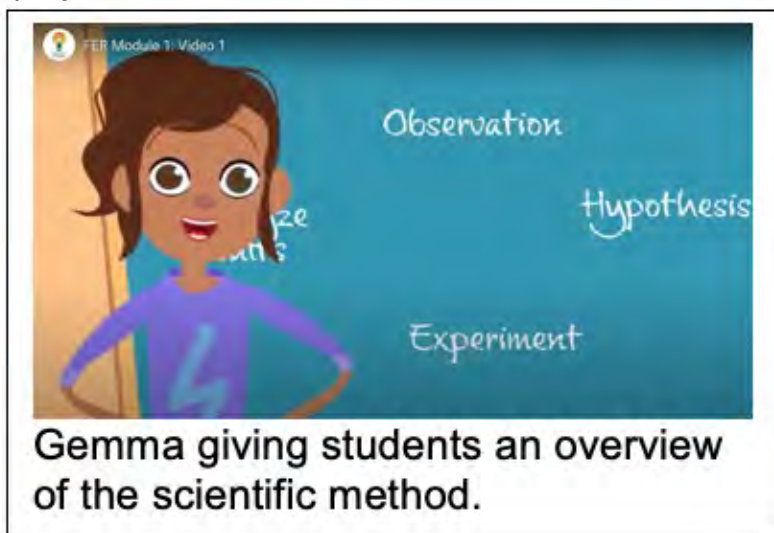 FER Module 1: Video 1
Observation
Hypothesis
Experiment
Gemma giving students an overview
of the scientific method.